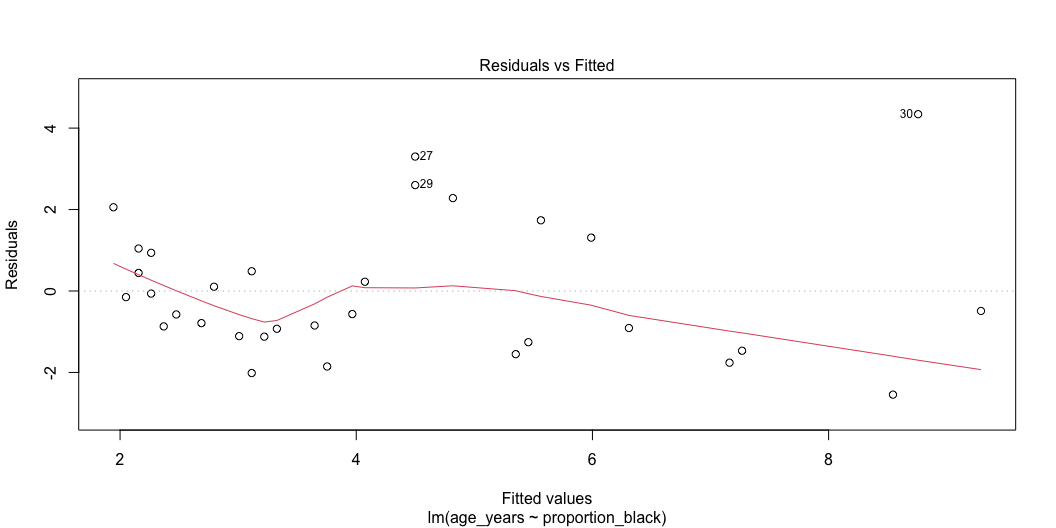 Residuals vs Fitted
Residuals
4
2
0
-2
30
27
29
2
4
6
8
Fitted values
lm(age_years ~ proportion_black)